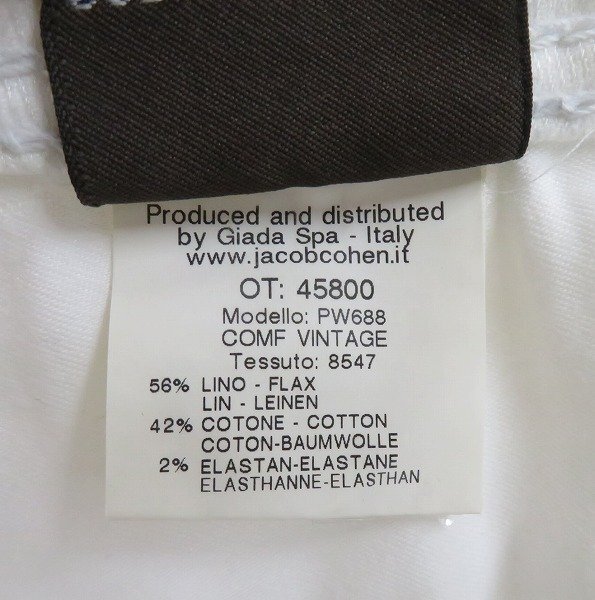 Produced and distributed
by Giada Spa - Italy
www.jacobcohen.it
OT: 45800
Modello: PW688
COMF VINTAGE
Tessuto: 8547
56% LINO - FLAX
LIN - LEINEN
42% COTONE - COTTON
COTON-BAUMWOLLE
2% ELASTAN-ELASTANE
ELASTHANNE-ELASTHAN